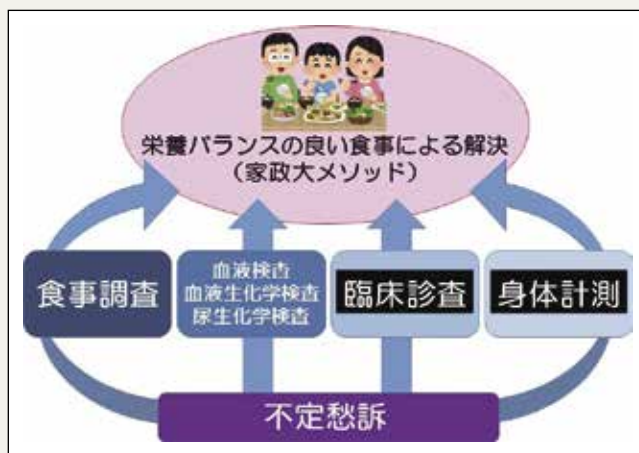 栄養バランスの良い食事による解決
（家政大メソッド）
食事調査
血液検査
血液生化学検査
尿生化学検査
臨床診査
身体計測
不定愁訴